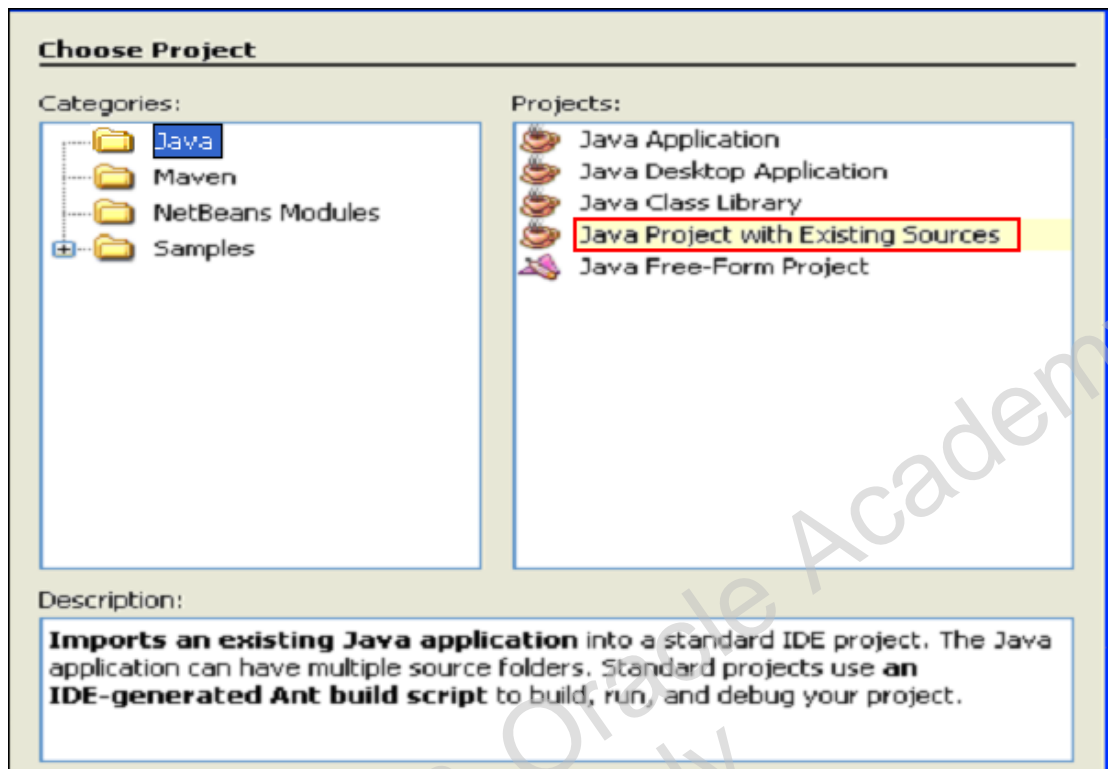 Choose Project
Categories:
Java
Maven
NetBeans Modules
Samples
Projects:
Java Application
Java Desktop Application
Java Class Library
Java Project with Existing Sources
Java Free-Form Project
Description:
Imports an existing Java application into a standard IDE project. The Java
application can have multiple source folders. Standard projects use an
IDE-generated Ant build script to build, run, and debug your project.
Oracle